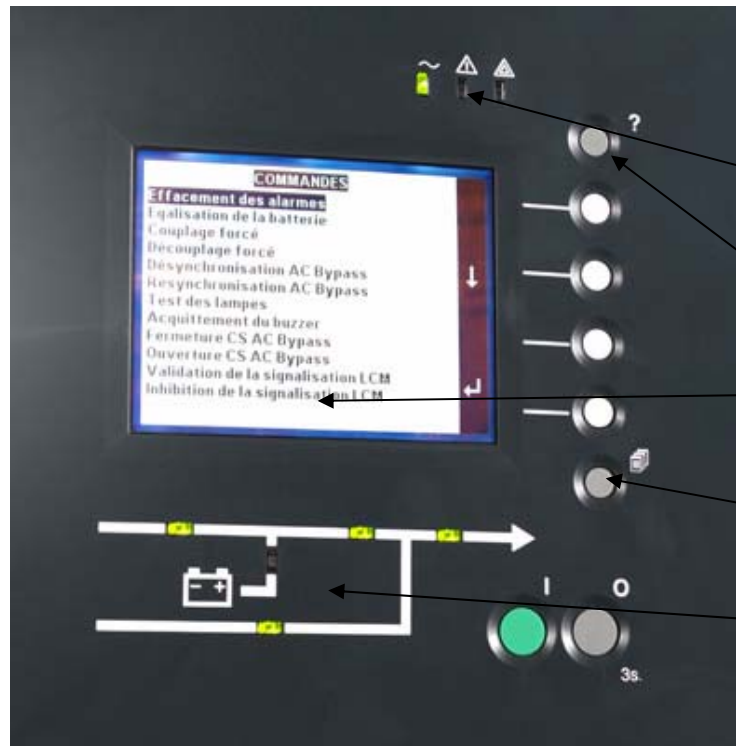 ?
COMMANDES
Effacement des alarmes
Egalisation de la batterie
Couplage forcé
Découplage forcé
Désynchronisation AC Bypass
Resynchronisation AC Bypass
Test des lampes
Acquittement du buzzer
Fermeture CS AC Bypass
Ouverture CS AC Bypass
Validation de la signalisation LCM
Inhibition de la signalisation LCM
- +
I O
3s.